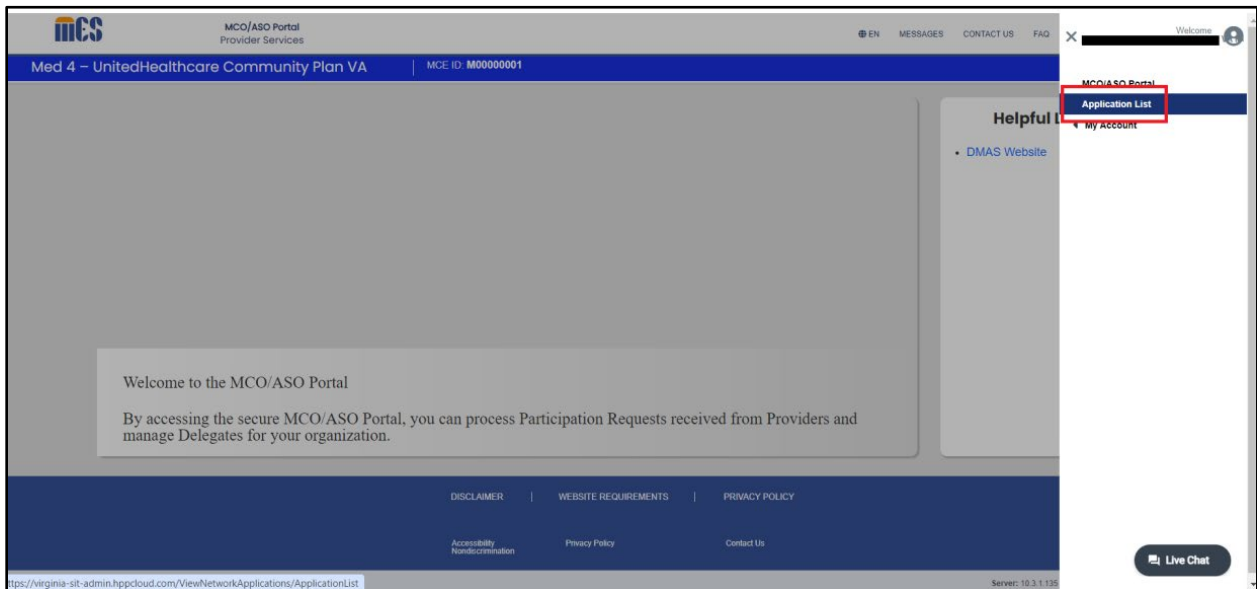 mes
MCO/ASO Portal
Provider Services
EN MESSAGES CONTACT US FAQ
Welcome
Med 4 – UnitedHealthcare Community Plan VA | MCE ID: M00000001
MCO/ASO Portal
Application List
My Account
Helpful L
• DMAS Website
Welcome to the MCO/ASO Portal
By accessing the secure MCO/ASO Portal, you can process Participation Requests received from Providers and
manage Delegates for your organization.
DISCLAIMER | WEBSITE REQUIREMENTS | PRIVACY POLICY
Accessibility
Nondiscrimination
Privacy Policy
Contact Us
Live Chat
ttps://virginia-sit-admin.hppcloud.com/ViewNetworkApplications/ApplicationList
Server: 10.3.1.135